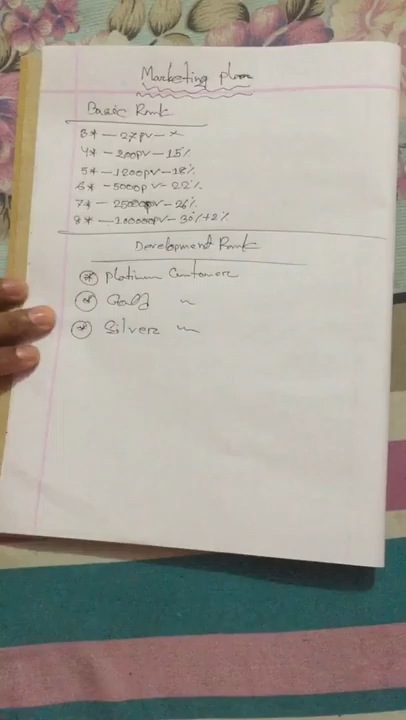 Marketing plan
Basic Rank
3* — 27PV — x
4* — 200PV — 15%
5* — 1200PV — 18%
6* - 5000PV - 22%
7* — 25000PV — 26%
8* — 100000PV - 30%+2%
Development Rank
* Platinum Customer
* Gold "
* Silver "